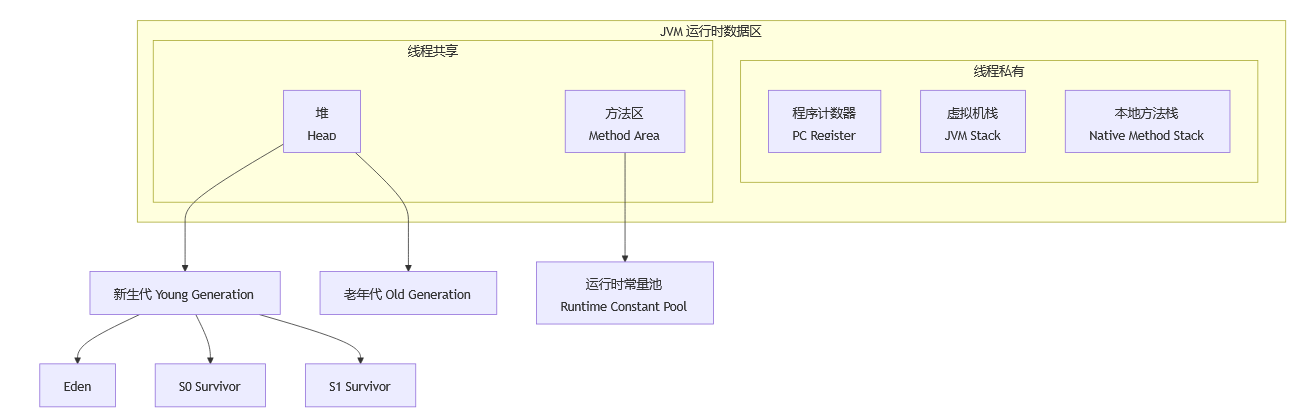 JVM 运行时数据区
线程共享
线程私有
堆
Heap
方法区
Method Area
程序计数器
PC Register
虚拟机栈
JVM Stack
本地方法栈
Native Method Stack
新生代 Young Generation
老年代 Old Generation
运行时常量池
Runtime Constant Pool
Eden
S0 Survivor
S1 Survivor